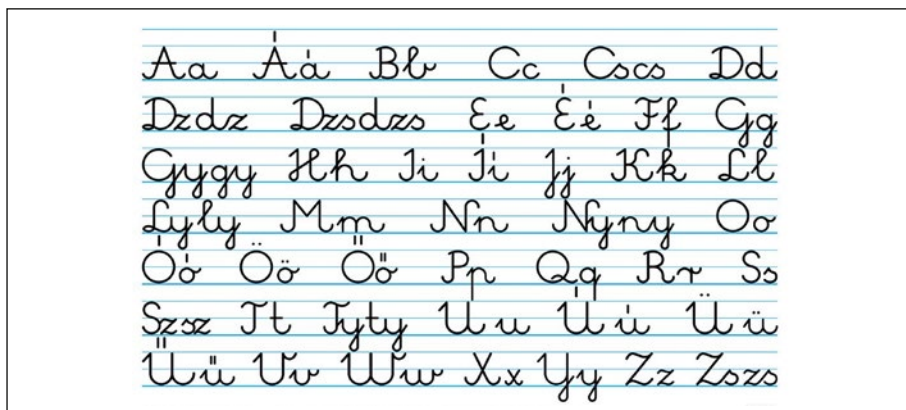 Aa Áá Bb Cc Cscs Dd
Dzdz Dzsdzs Ee Éé Ff Gg
Gygy Hh Ii Íí Jj Kk Ll
Lyly Mm Nn Nyny Oo
Óó Öö Őő Pp Qq Rr Ss
Szsz Tt Tyty Uu Úú Üü
Űű Vv Ww Xx Yy Zz Zszs